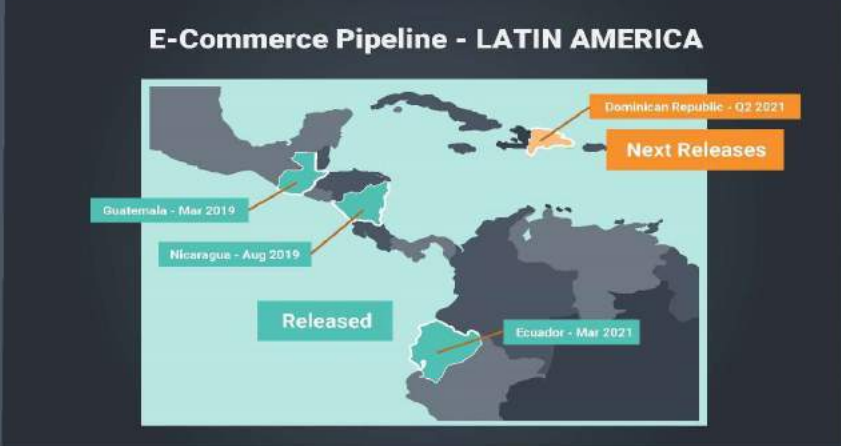 E-Commerce Pipeline - LATIN AMERICA
Dominican Republic - Q2 2021
Next Releases
Guatemala - Mar 2019
Nicaragua - Aug 2019
Released
Ecuador - Mar 2021